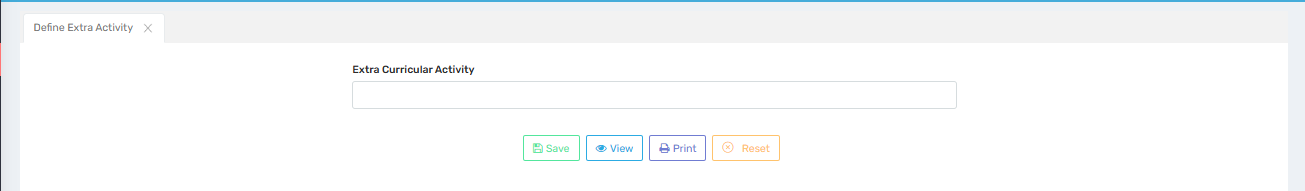 Define Extra Activity
Extra Curricular Activity
Save View Print Reset